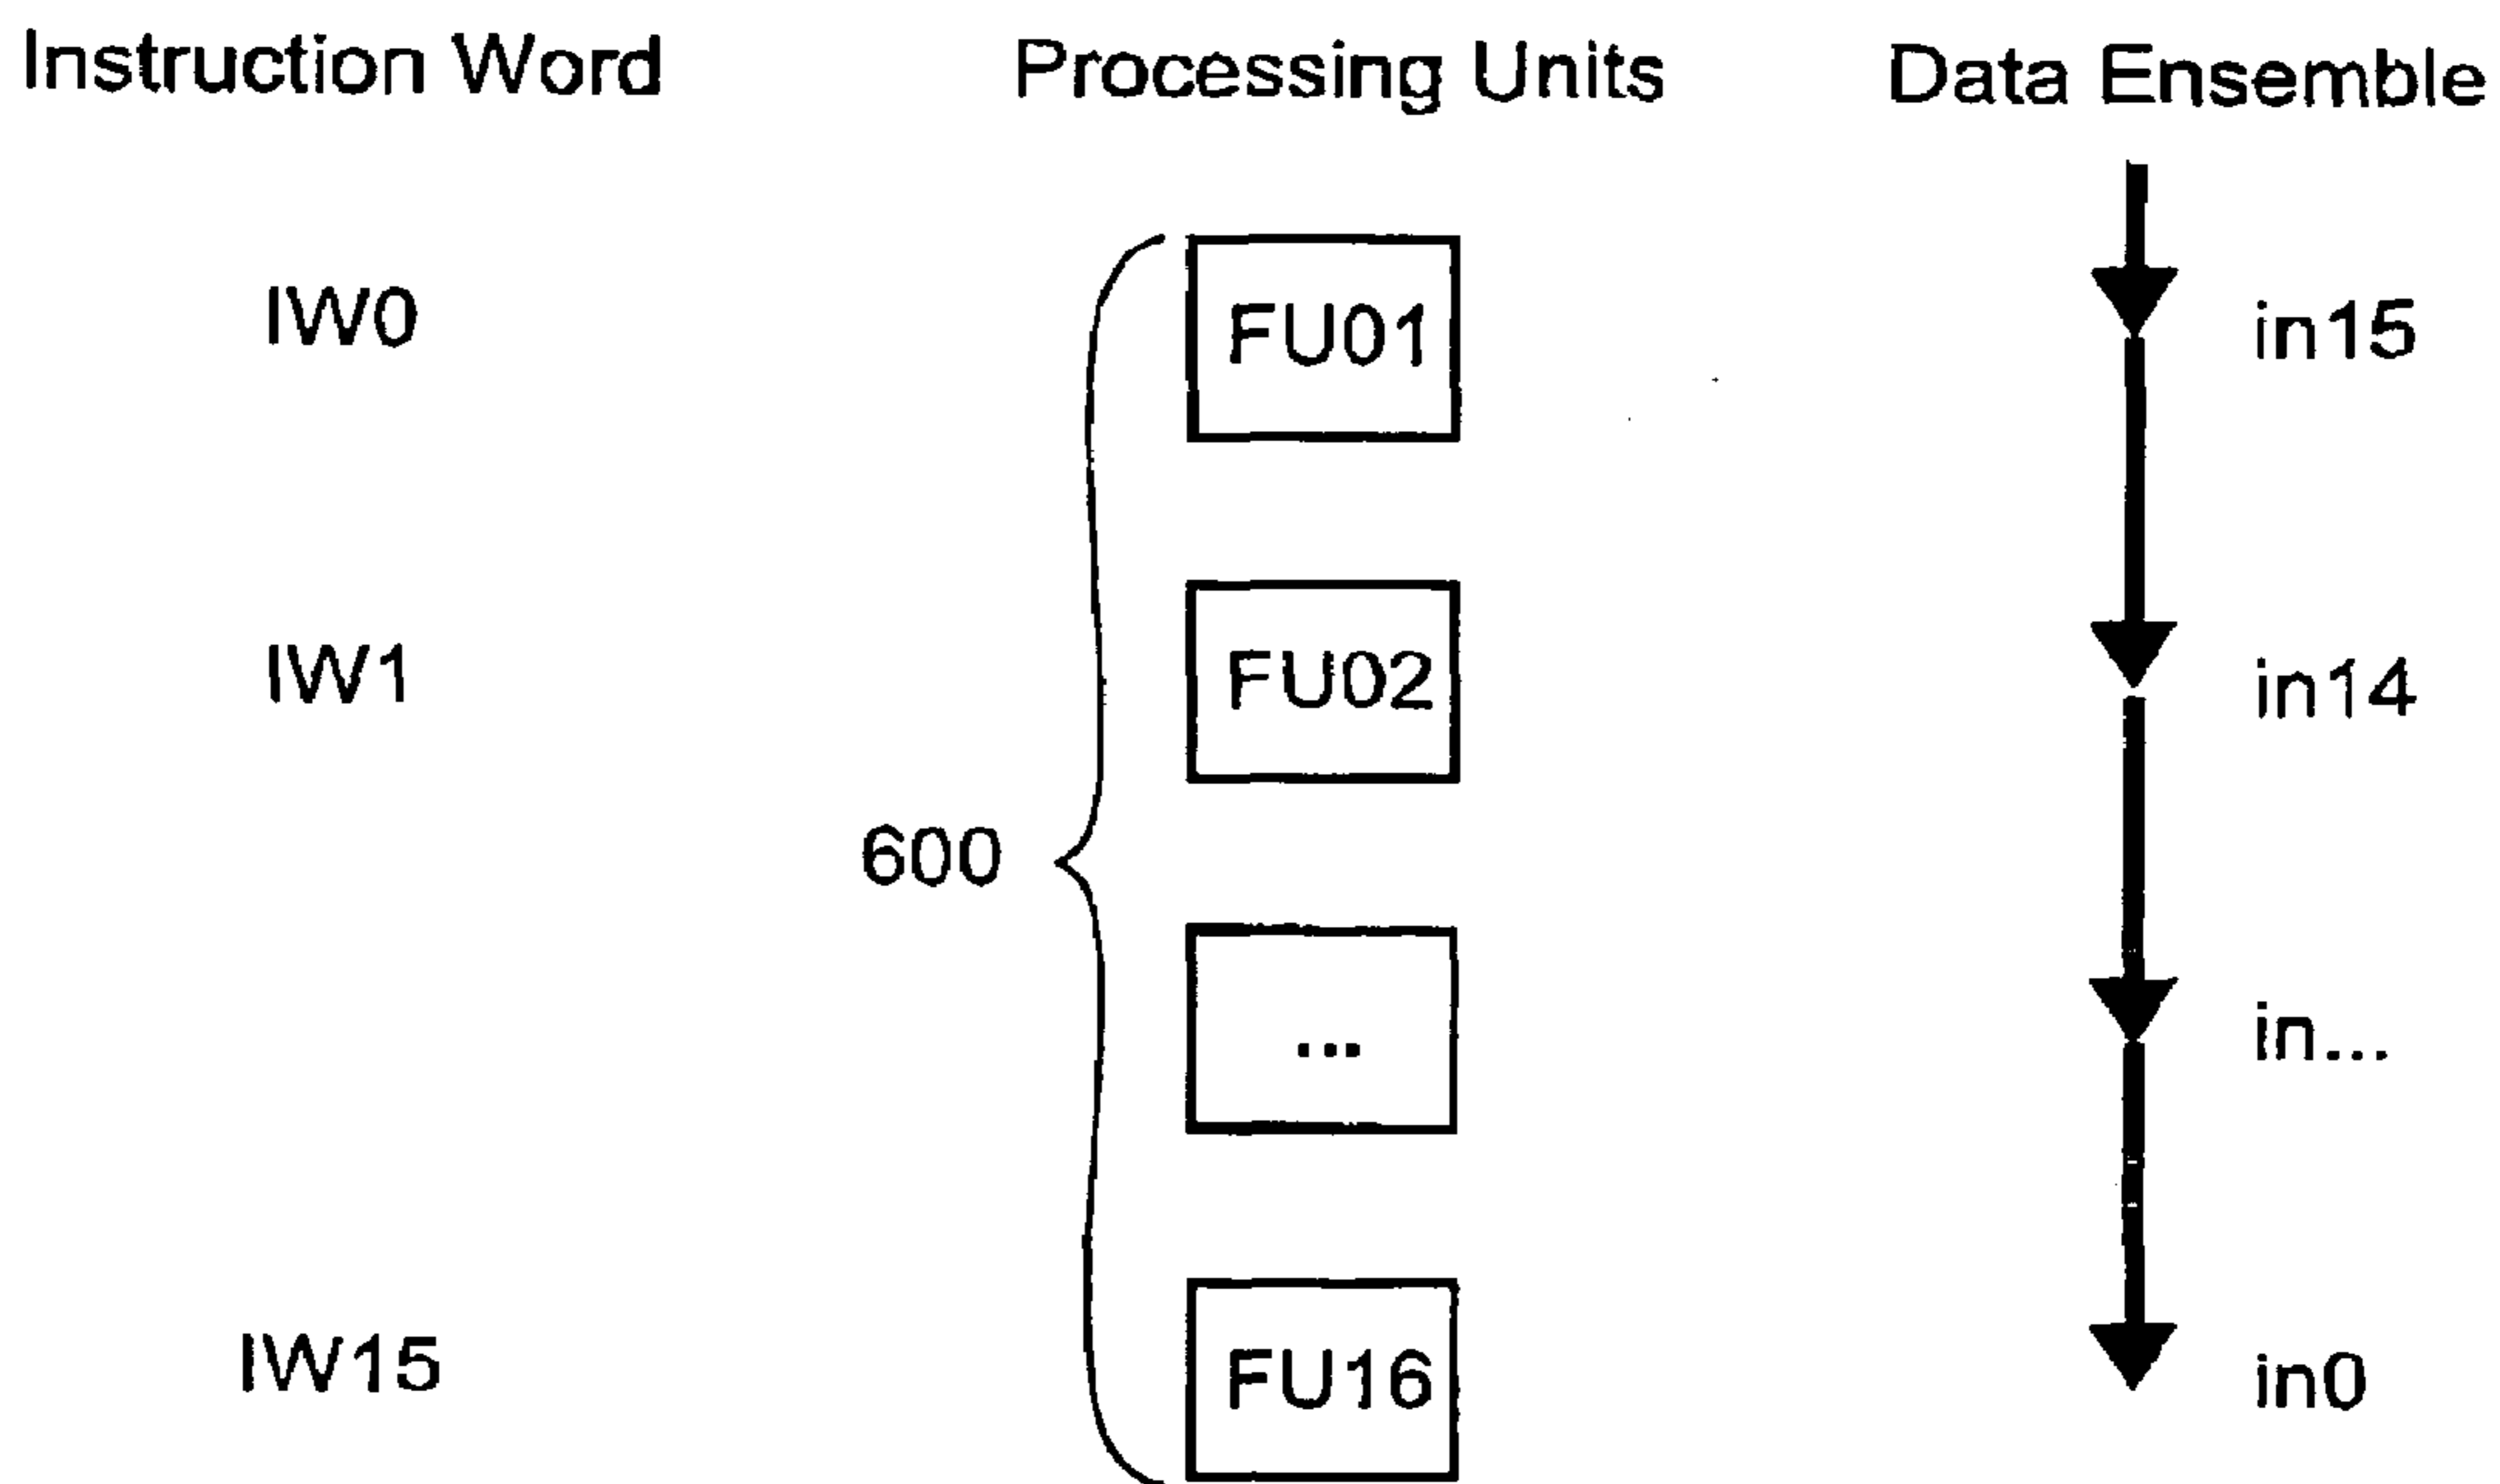 Instruction Word Processing Units Data Ensemble
IW0 FU01 in15
IW1 FU02 in14
600
... in...
IW15 FU16 in0